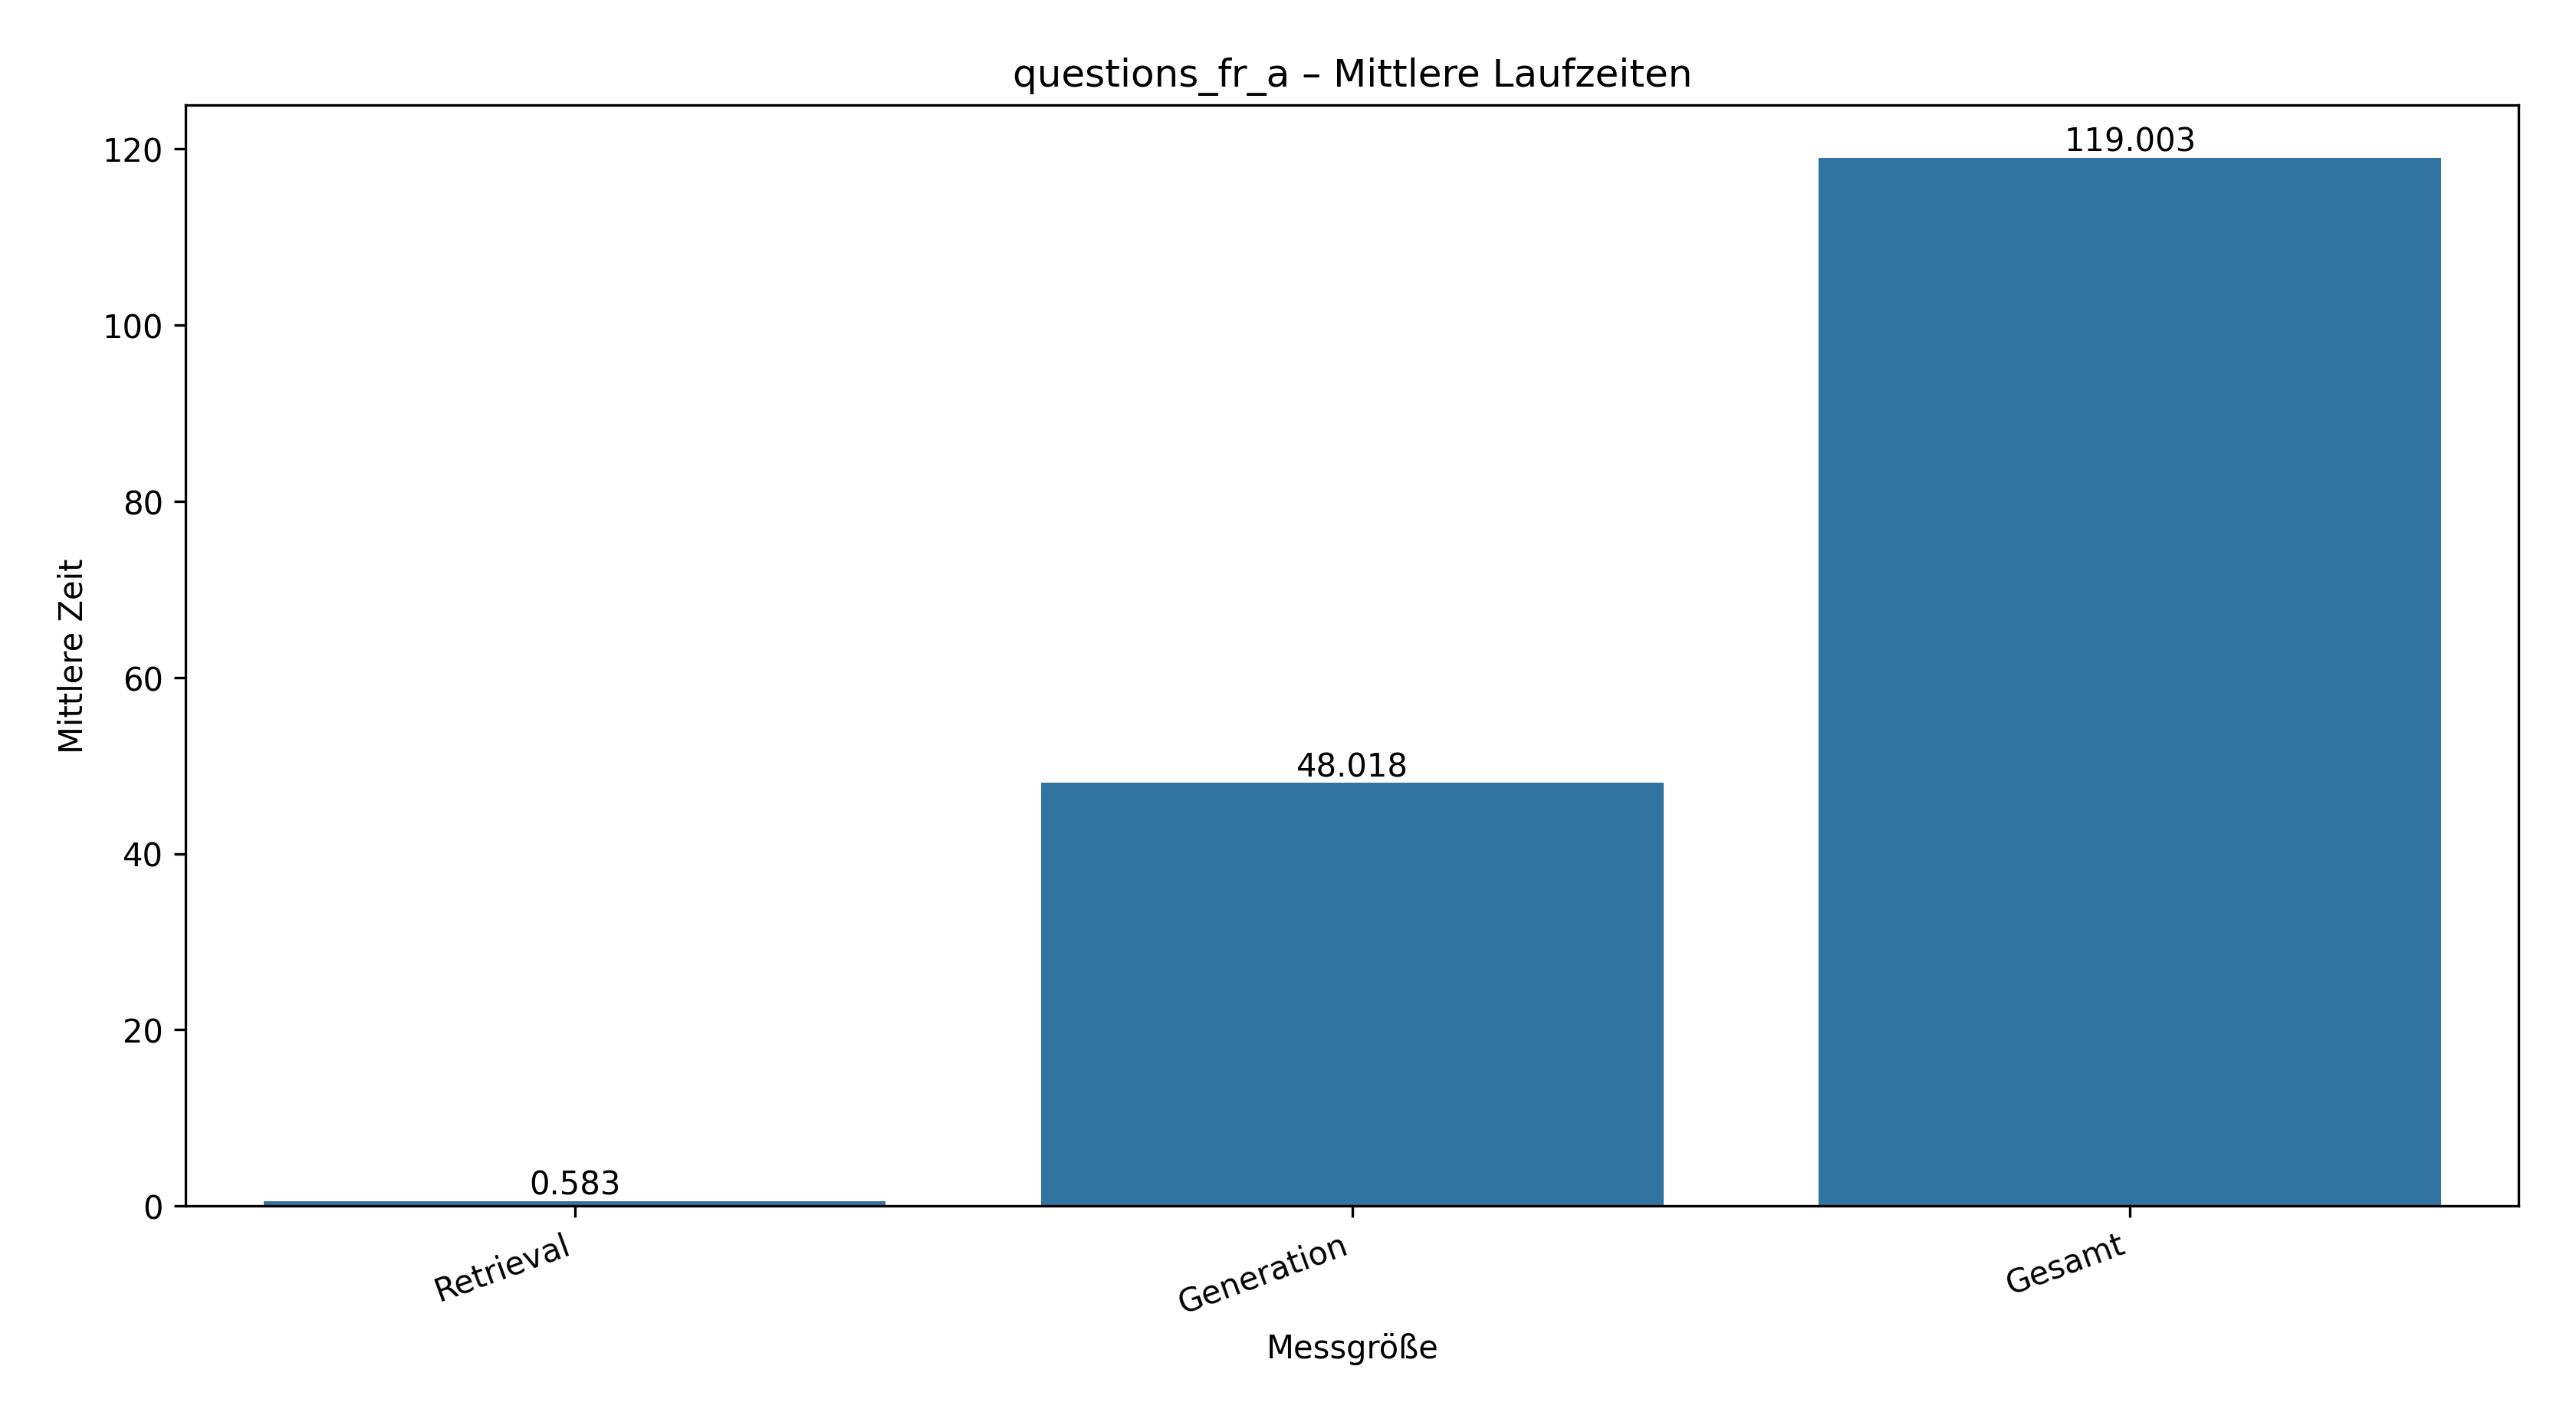 questions_fr_a – Mittlere Laufzeiten
Mittlere Zeit
120
100
80
60
40
20
0
0.583
48.018
119.003
Retrieval
Generation
Gesamt
Messgröße